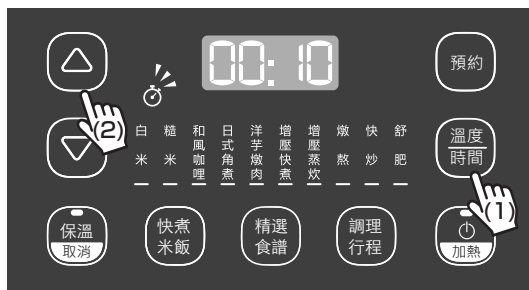 00:10
預約
(2)
白米
糙米
和風咖哩
日式角煮
洋芋燉肉
增壓快煮
增壓蒸炊
燉熬
快炒
舒肥
溫度
時間
(1)
保溫
取消
快煮
米飯
精選
食譜
調理
行程
加熱